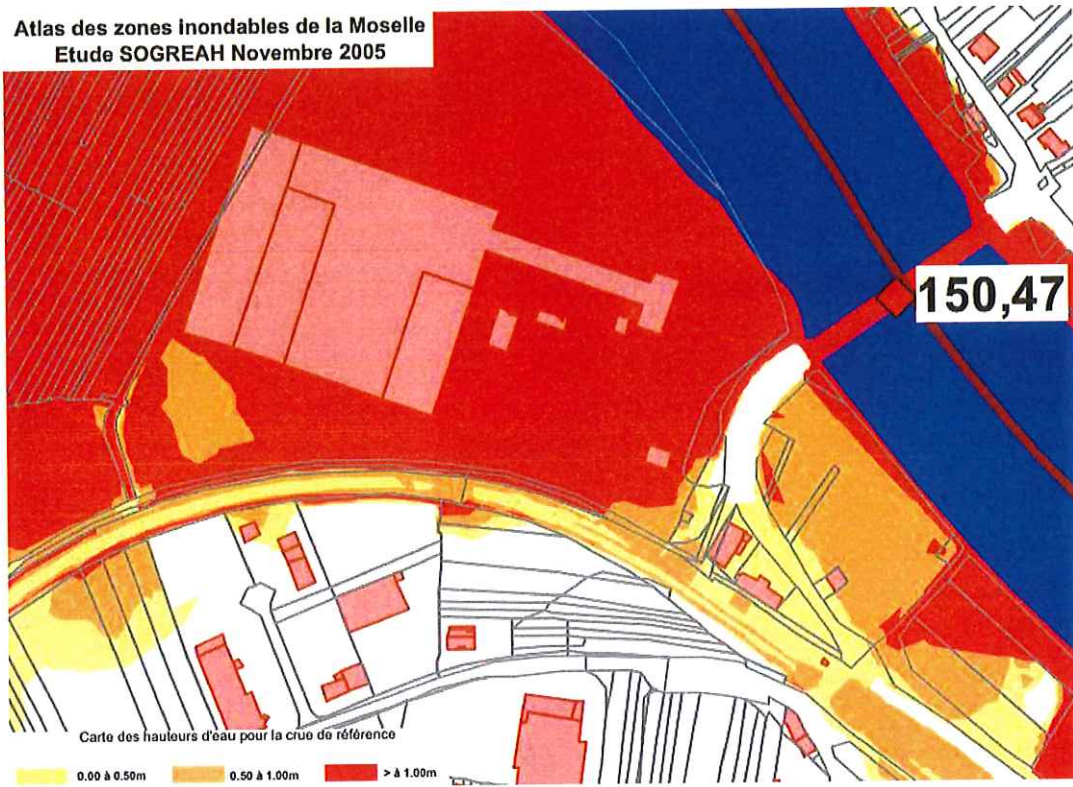 Atlas des zones inondables de la Moselle
Etude SOGREAH Novembre 2005
150,47
Carte des hauteurs d'eau pour la crue de référence
0.00 à 0.50m
0.50 à 1.00m
> à 1.00m